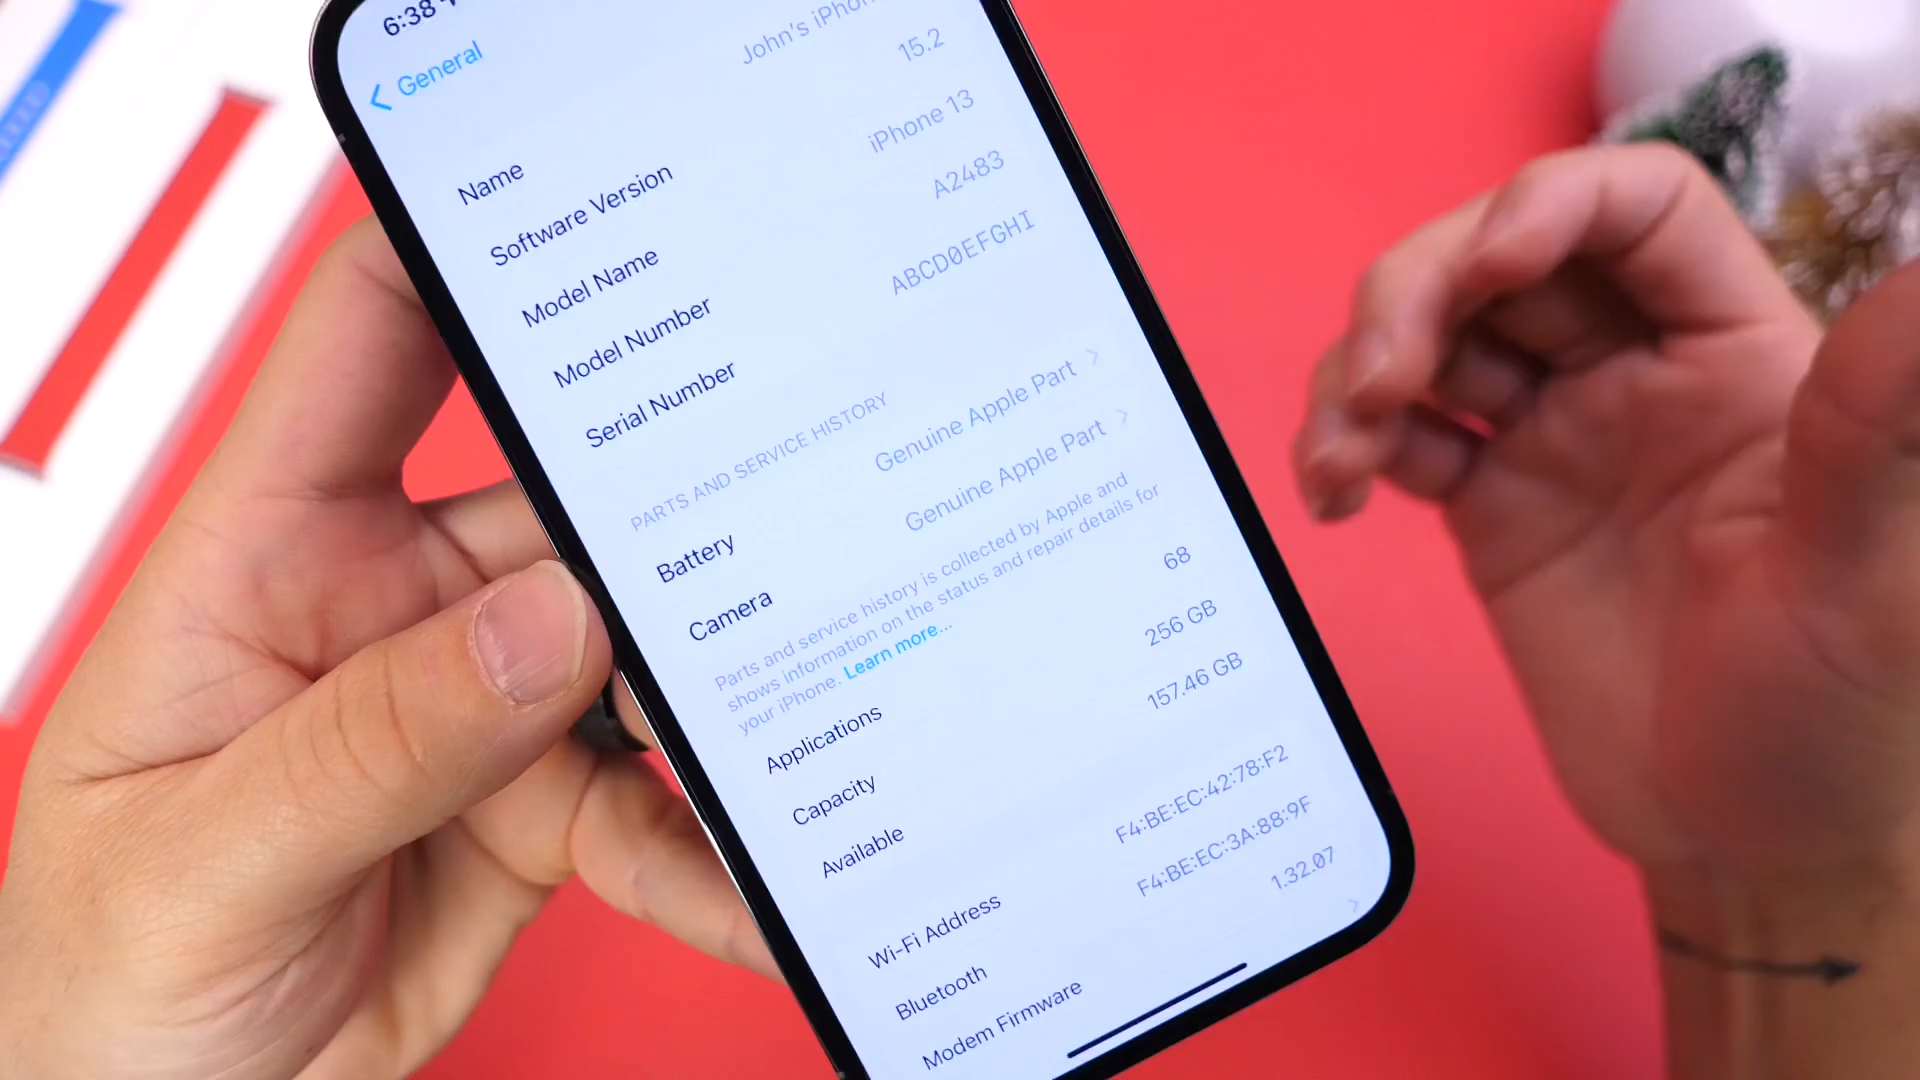 6:38
General
Name John's iPhon
Software Version 15.2
Model Name iPhone 13
Model Number A2483
Serial Number ABCD0EFGHI
PARTS AND SERVICE HISTORY
Battery Genuine Apple Part
Camera Genuine Apple Part
Parts and service history is collected by Apple and
shows information on the status and repair details for
your iPhone. Learn more...
Applications 68
Capacity 256 GB
Available 157.46 GB
Wi-Fi Address F4:BE:EC:42:78:F2
Bluetooth F4:BE:EC:3A:88:9F
Modem Firmware 1.32.07